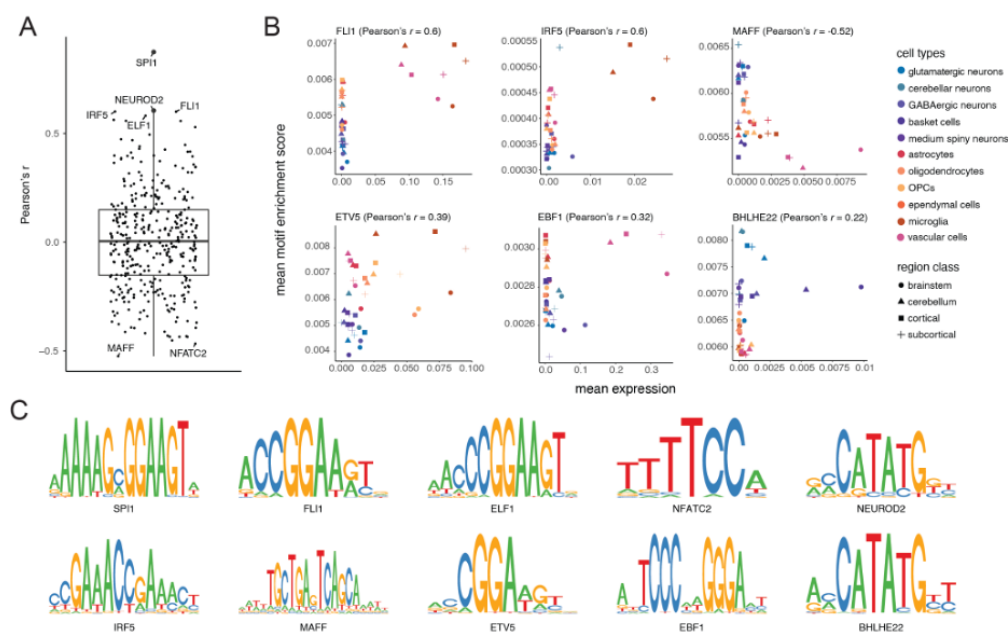 A
Pearson's r
0.5
0.0
−0.5
SPI1
NEUROD2
FLI1
IRF5
ELF1
MAFF
NFATC2
B
mean motif enrichment score
FLI1 (Pearson's r = 0.6)
0.007
0.006
0.005
0.004
0.00 0.05 0.10 0.15
IRF5 (Pearson's r = 0.6)
0.00055
0.00050
0.00045
0.00040
0.00035
0.00030
0.00 0.01 0.02
MAFF (Pearson's r = -0.52)
0.0065
0.0060
0.0055
0.0000 0.0025 0.0050 0.0075
ETV5 (Pearson's r = 0.39)
0.008
0.007
0.006
0.005
0.004
0.000 0.025 0.050 0.075 0.100
EBF1 (Pearson's r = 0.32)
0.0030
0.0028
0.0026
0.0 0.1 0.2 0.3
BHLHE22 (Pearson's r = 0.22)
0.0080
0.0075
0.0070
0.0065
0.0060
0.000 0.0025 0.005 0.0075 0.01
mean expression
cell types
glutamatergic neurons
cerebellar neurons
GABAergic neurons
basket cells
medium spiny neurons
astrocytes
oligodendrocytes
OPCs
ependymal cells
microglia
vascular cells
region class
brainstem
cerebellum
cortical
subcortical
C
SPI1
FLI1
ELF1
NFATC2
NEUROD2
IRF5
MAFF
ETV5
EBF1
BHLHE22